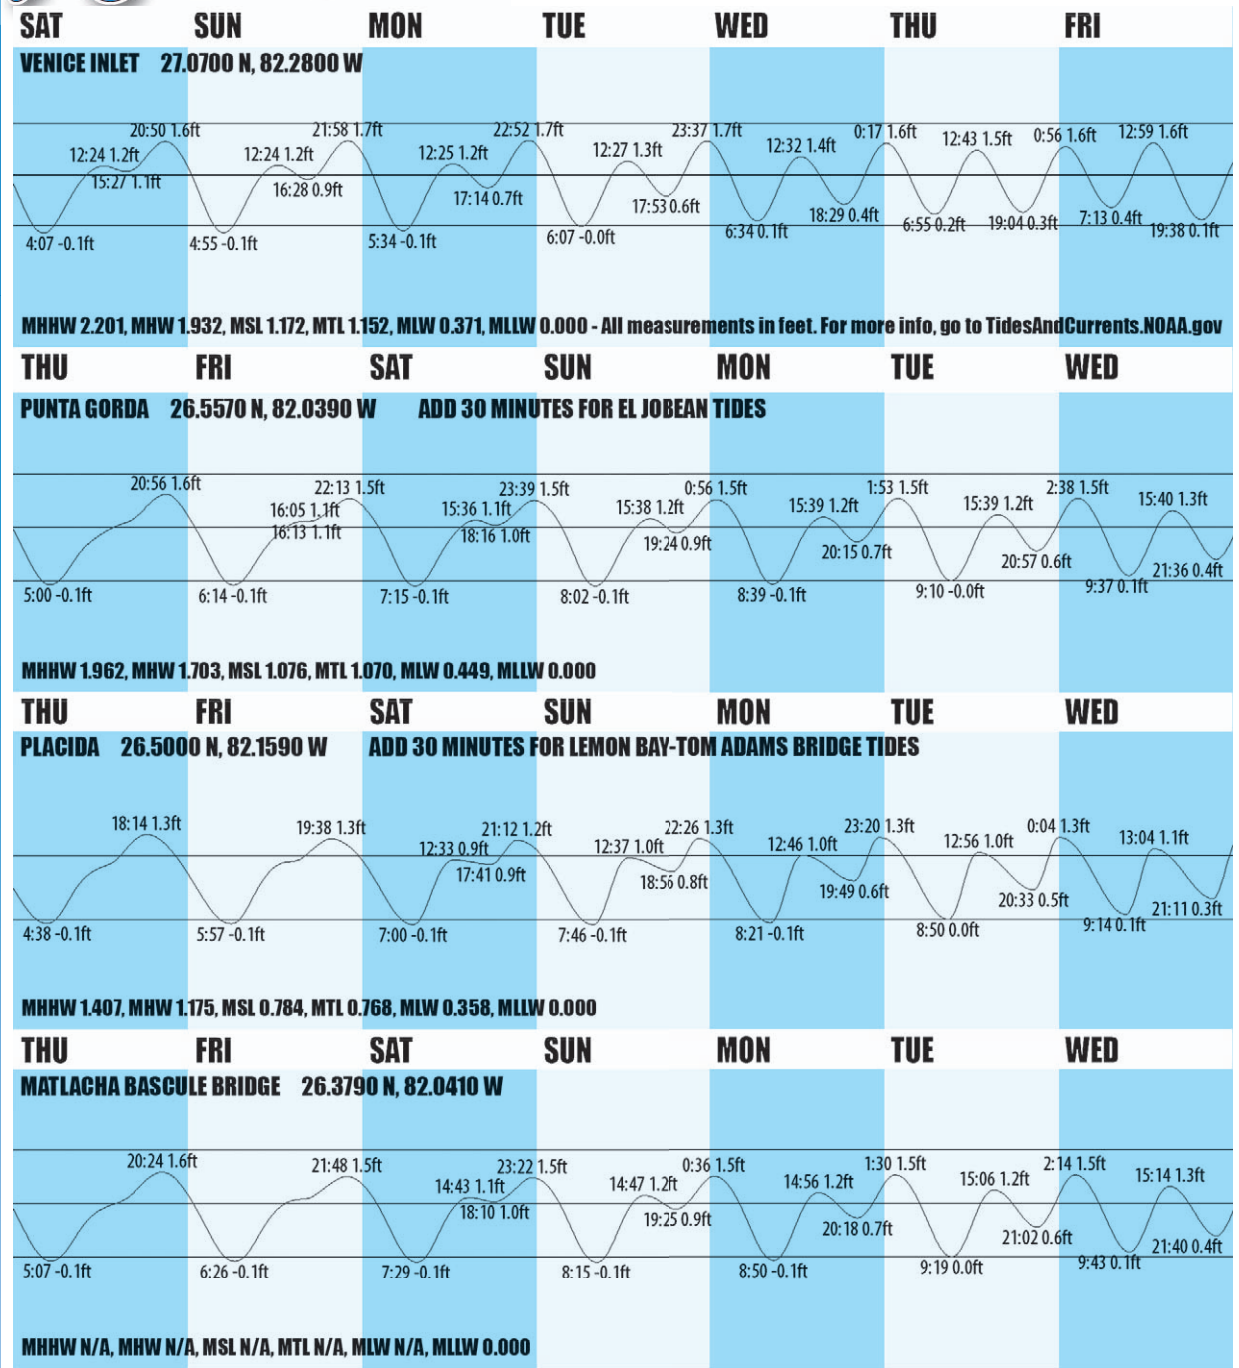 SAT SUN MON TUE WED THU FRI
VENICE INLET 27.0700 N, 82.2800 W
20:50 1.6ft 21:58 1.7ft 22:52 1.7ft 23:37 1.7ft 0:17 1.6ft 0:56 1.6ft 12:59 1.6ft
12:24 1.2ft 12:24 1.2ft 12:25 1.2ft 12:27 1.3ft 12:32 1.4ft 12:43 1.5ft
15:27 1.1ft 16:28 0.9ft 17:14 0.7ft 17:53 0.6ft 18:29 0.4ft 19:04 0.3ft 19:38 0.1ft
4:07 -0.1ft 4:55 -0.1ft 5:34 -0.1ft 6:07 -0.0ft 6:34 0.1ft 6:55 0.2ft 7:13 0.4ft
MHHW 2.201, MHW 1.932, MSL 1.172, MTL 1.152, MLW 0.371, MLLW 0.000 - All measurements in feet. For more info, go to TidesAndCurrents.NOAA.gov
THU FRI SAT SUN MON TUE WED
PUNTA GORDA 26.5570 N, 82.0390 W ADD 30 MINUTES FOR EL JOBEAN TIDES
20:56 1.6ft 22:13 1.5ft 23:39 1.5ft 0:56 1.5ft 1:53 1.5ft 2:38 1.5ft
16:05 1.1ft 15:36 1.1ft 15:38 1.2ft 15:39 1.2ft 15:39 1.2ft 15:40 1.3ft
16:13 1.1ft 18:16 1.0ft 19:24 0.9ft 20:15 0.7ft 20:57 0.6ft 21:36 0.4ft
5:00 -0.1ft 6:14 -0.1ft 7:15 -0.1ft 8:02 -0.1ft 8:39 -0.1ft 9:10 -0.0ft 9:37 0.1ft
MHHW 1.962, MHW 1.703, MSL 1.076, MTL 1.070, MLW 0.449, MLLW 0.000
THU FRI SAT SUN MON TUE WED
PLACIDA 26.5000 N, 82.1590 W ADD 30 MINUTES FOR LEMON BAY-TOM ADAMS BRIDGE TIDES
18:14 1.3ft 19:38 1.3ft 21:12 1.2ft 22:26 1.3ft 23:20 1.3ft 0:04 1.3ft
12:33 0.9ft 12:37 1.0ft 12:46 1.0ft 12:56 1.0ft 13:04 1.1ft
17:41 0.9ft 18:56 0.8ft 19:49 0.6ft 20:33 0.5ft 21:11 0.3ft
4:38 -0.1ft 5:57 -0.1ft 7:00 -0.1ft 7:46 -0.1ft 8:21 -0.1ft 8:50 0.0ft 9:14 0.1ft
MHHW 1.407, MHW 1.175, MSL 0.784, MTL 0.768, MLW 0.358, MLLW 0.000
THU FRI SAT SUN MON TUE WED
MATLACHA BASCULE BRIDGE 26.3790 N, 82.0410 W
20:24 1.6ft 21:48 1.5ft 23:22 1.5ft 0:36 1.5ft 1:30 1.5ft 2:14 1.5ft
14:43 1.1ft 14:47 1.2ft 14:56 1.2ft 15:06 1.2ft 15:14 1.3ft
18:10 1.0ft 19:25 0.9ft 20:18 0.7ft 21:02 0.6ft 21:40 0.4ft
5:07 -0.1ft 6:26 -0.1ft 7:29 -0.1ft 8:15 -0.1ft 8:50 -0.1ft 9:19 0.0ft 9:43 0.1ft
MHHW N/A, MHW N/A, MSL N/A, MTL N/A, MLW N/A, MLLW 0.000